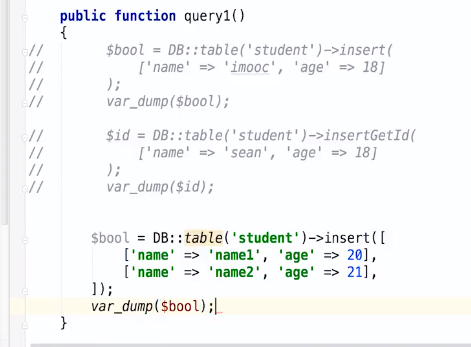 public function query1()
{
// $bool = DB::table('student')->insert(
// ['name' => 'imooc', 'age' => 18]
// );
// var_dump($bool);
// $id = DB::table('student')->insertGetId(
// ['name' => 'sean', 'age' => 18]
// );
// var_dump($id);
$bool = DB::table('student')->insert([
['name' => 'name1', 'age' => 20],
['name' => 'name2', 'age' => 21],
]);
var_dump($bool);
}